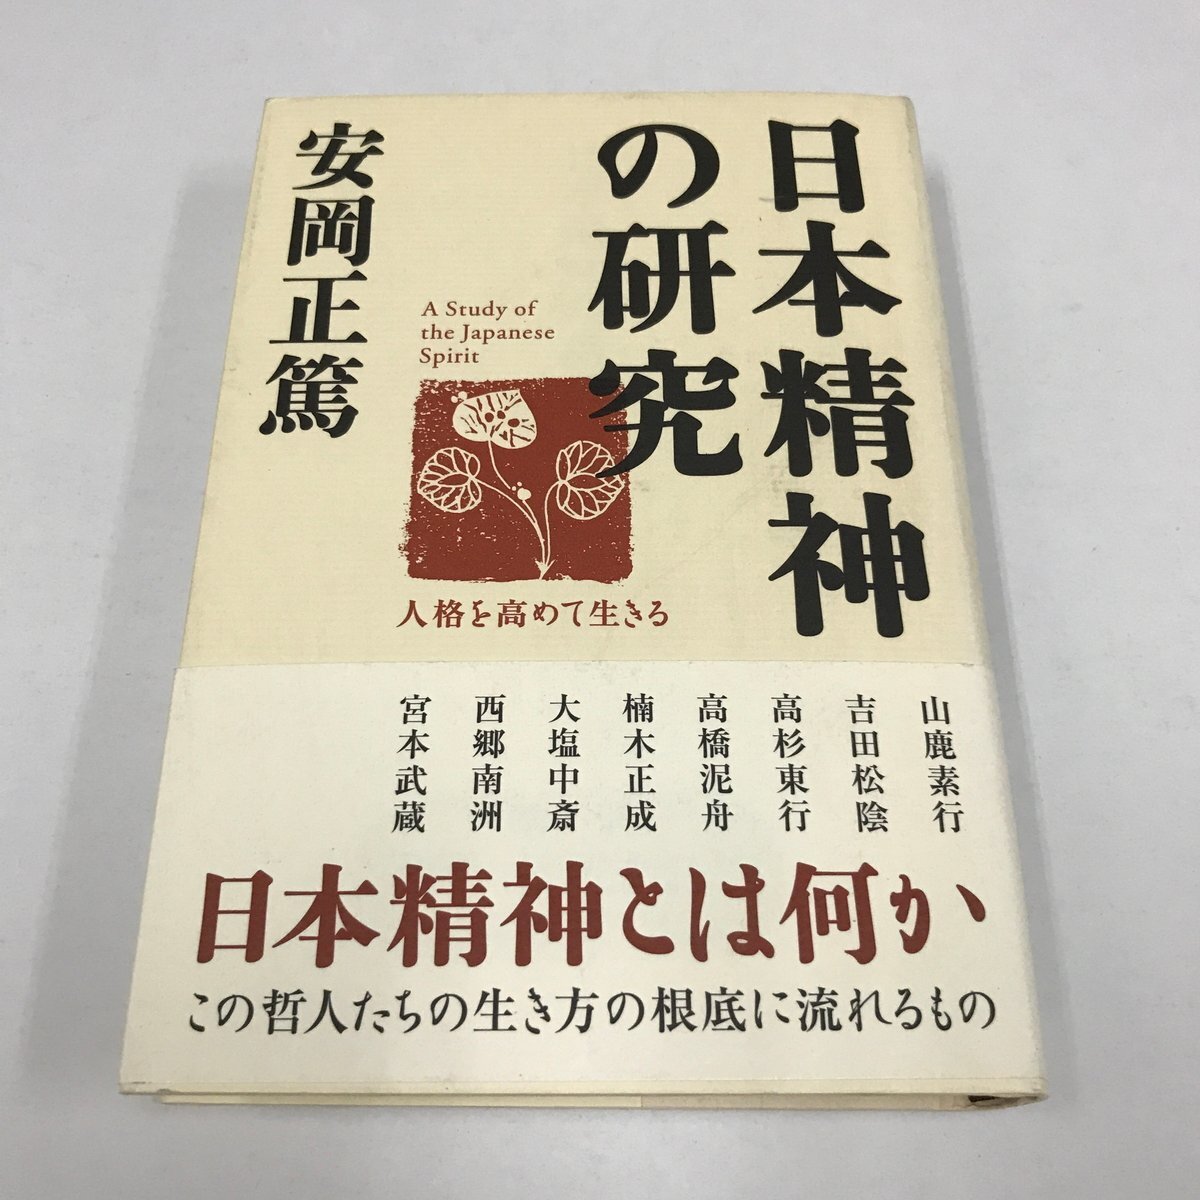 日本精神
の研究
安岡正篤
A Study of
the Japanese
Spirit
人格を高めて生きる
山鹿素行
吉田松陰
高杉東行
高橋泥舟
楠木正成
大塩中斎
西郷南洲
宮本武蔵
日本精神とは何か
この哲人たちの生き方の根底に流れるもの